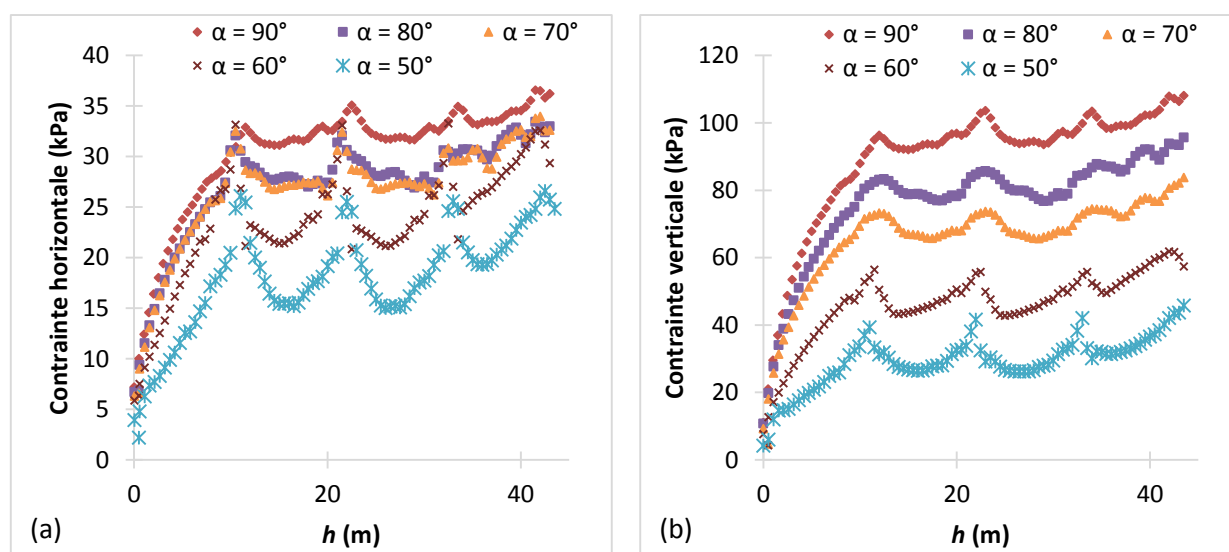 α = 90° α = 80° α = 70°
α = 60° α = 50°
Contrainte horizontale (kPa)
40
35
30
25
20
15
10
5
0
0 20 40
h (m)
(a)
α = 90° α = 80° α = 70°
α = 60° α = 50°
Contrainte verticale (kPa)
120
100
80
60
40
20
0
0 20 40
h (m)
(b)